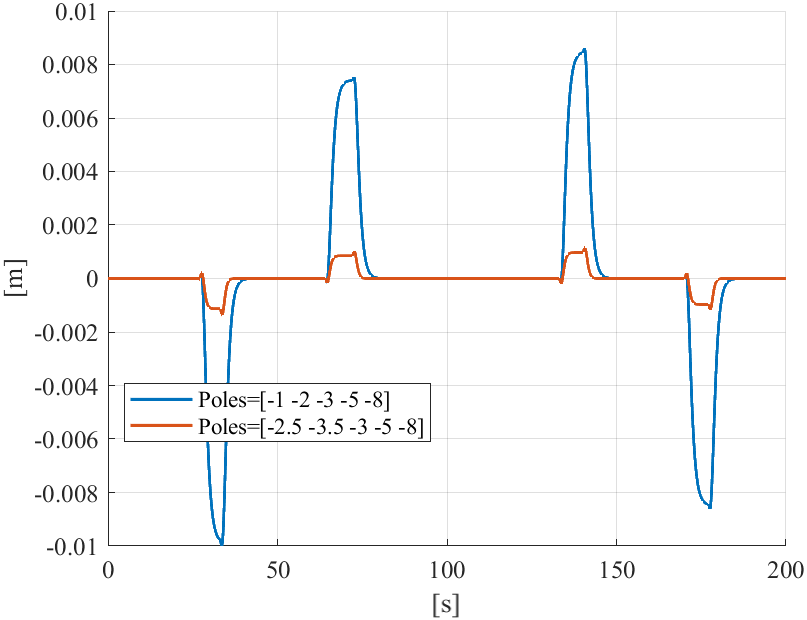 0.01
0.008
0.006
0.004
0.002
0
-0.002
-0.004
-0.006
-0.008
-0.01
[m]
Poles=[-1 -2 -3 -5 -8]
Poles=[-2.5 -3.5 -3 -5 -8]
0 50 100 150 200
[s]